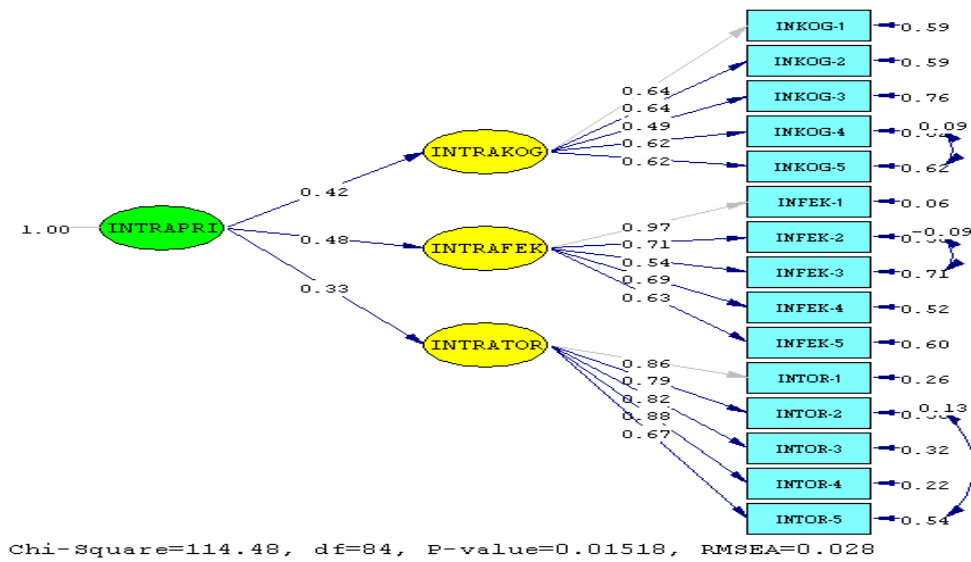 INKOG-1
0.59
INKOG-2
0.59
0.64
0.64
INKOG-3
0.76
0.49
INKOG-4
0.09
0.62
INTRAKOG
0.62
INKOG-5
0.62
0.42
INFEK-1
0.06
1.00
INTRAPRI
0.97
0.48
0.71
INFEK-2
-0.09
INTRAFEK
0.54
INFEK-3
0.71
0.69
0.33
0.63
INFEK-4
0.52
INTRATOR
INFEK-5
0.60
0.86
INTOR-1
0.26
0.79
0.82
INTOR-2
0.13
0.88
0.67
INTOR-3
0.32
INTOR-4
0.22
INTOR-5
0.54
Chi-Square=114.48, df=84, P-value=0.01518, RMSEA=0.028